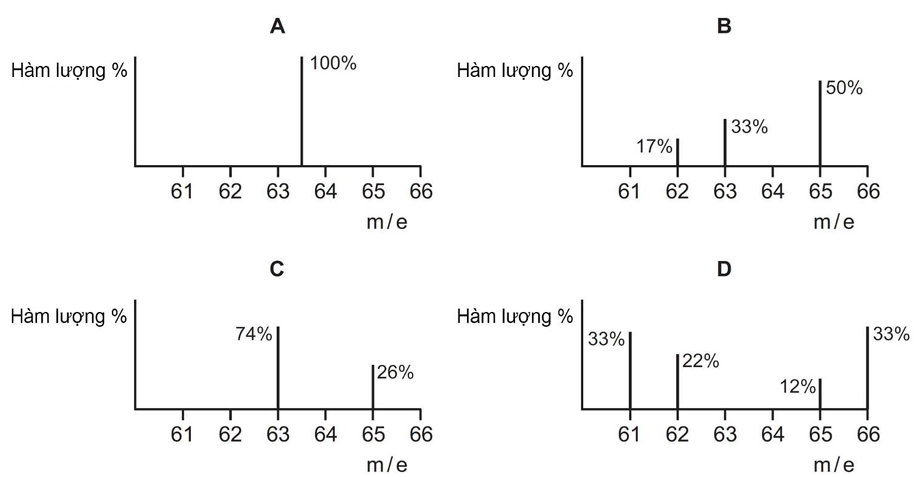 A
Hàm lượng %
100%
61 62 63 64 65 66
m/e
B
Hàm lượng %
17%
33%
50%
61 62 63 64 65 66
m/e
C
Hàm lượng %
74%
26%
61 62 63 64 65 66
m/e
D
Hàm lượng %
33%
22%
12%
33%
61 62 63 64 65 66
m/e